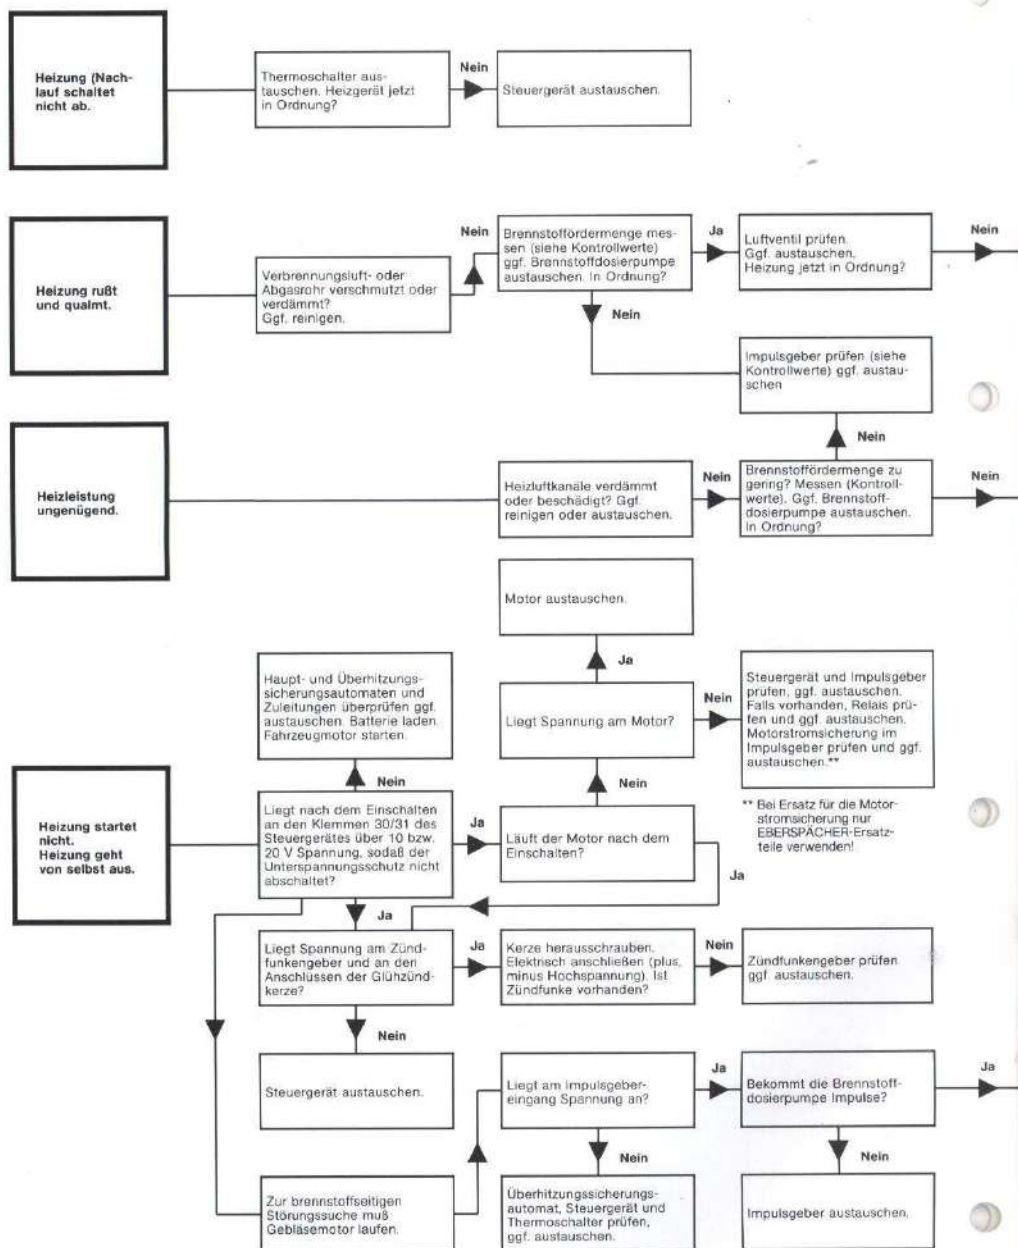 Heizung (Nach-
lauf schaltet
nicht ab.
Thermoschalter aus-
tauschen. Heizgerät jetzt
in Ordnung?
Nein
Steuergerät austauschen.
Heizung rußt
und qualmt.
Verbrennungsluft- oder
Abgasrohr verschmutzt oder
verdämmt?
Ggf. reinigen.
Nein
Brennstoffördermenge mes-
sen (siehe Kontrollwerte)
ggf. Brennstoffdosierpumpe
austauschen. In Ordnung?
Ja
Luftventil prüfen.
Ggf. austauschen.
Heizung jetzt in Ordnung?
Nein
Nein
Impulsgeber prüfen (siehe
Kontrollwerte) ggf. austau-
schen
Nein
Heizleistung
ungenügend.
Heizluftkanäle verdämmt
oder beschädigt? Ggf.
reinigen oder austauschen.
Nein
Brennstoffördermenge zu
gering? Messen (Kontroll-
werte). Ggf. Brennstoff-
dosierpumpe austauschen.
In Ordnung?
Nein
Motor austauschen.
Ja
Haupt- und Überhitzungs-
sicherungsautomaten und
Zuleitungen überprüfen ggf.
austauschen. Batterie laden.
Fahrzeugmotor starten.
Liegt Spannung am Motor?
Nein
Steuergerät und Impulsgeber
prüfen, ggf. austauschen.
Falls vorhanden, Relais prü-
fen und ggf. austauschen.
Motorstromsicherung im
Impulsgeber prüfen und ggf.
austauschen.**
Nein
Nein
** Bei Ersatz für die Motor-
stromsicherung nur
EBERSPÄCHER-Ersatz-
teile verwenden!
Heizung startet
nicht.
Heizung geht
von selbst aus.
Liegt nach dem Einschalten
an den Klemmen 30/31 des
Steuergerätes über 10 bzw.
20 V Spannung, sodaß der
Unterspannungsschutz nicht
abschaltet?
Ja
Läuft der Motor nach dem
Einschalten?
Ja
Ja
Liegt Spannung am Zünd-
funkengeber und an den
Anschlüssen der Glühzünd-
kerze?
Ja
Kerze herausschrauben.
Elektrisch anschließen (plus,
minus Hochspannung). Ist
Zündfunke vorhanden?
Nein
Zündfunkengeber prüfen
ggf. austauschen.
Nein
Steuergerät austauschen.
Liegt am Impulsgeber-
eingang Spannung an?
Ja
Bekommt die Brennstoff-
dosierpumpe Impulse?
Ja
Nein
Nein
Zur brennstoffseitigen
Störungssuche muß
Gebläsemotor laufen.
Überhitzungssicherungs-
automat, Steuergerät und
Thermoschalter prüfen,
ggf. austauschen.
Impulsgeber austauschen.